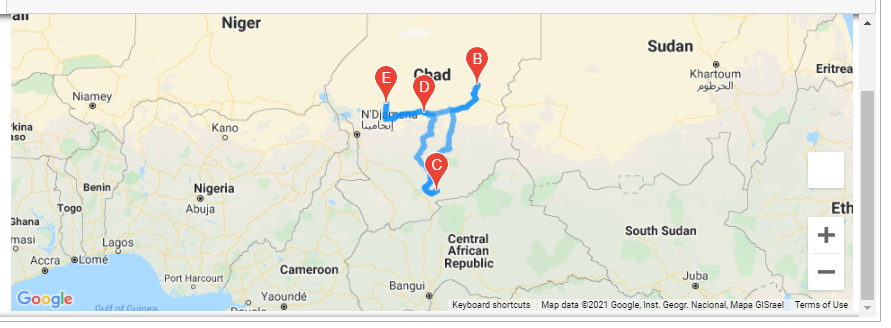 Niger
Sudan
B
Chad
E
D
Khartoum
الخرطوم
Eritrea
Niamey
N'Djamena
إنجامينا
Kano
C
Benin
Nigeria
Abuja
Togo
Ghana
Eth
South Sudan
Lagos
Accra
Lomé
Central
African
Republic
Cameroon
Port Harcourt
Juba
Bangui
Yaoundé
Google
Gulf of Guinea
Keyboard shortcuts
Map data ©2021 Google, Inst. Geogr. Nacional, Mapa GISrael
Terms of Use